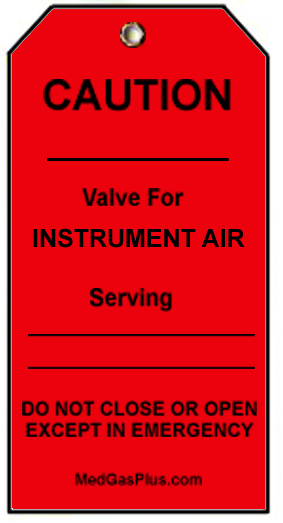 CAUTION
Valve For
INSTRUMENT AIR
Serving
DO NOT CLOSE OR OPEN
EXCEPT IN EMERGENCY
MedGasPlus.com